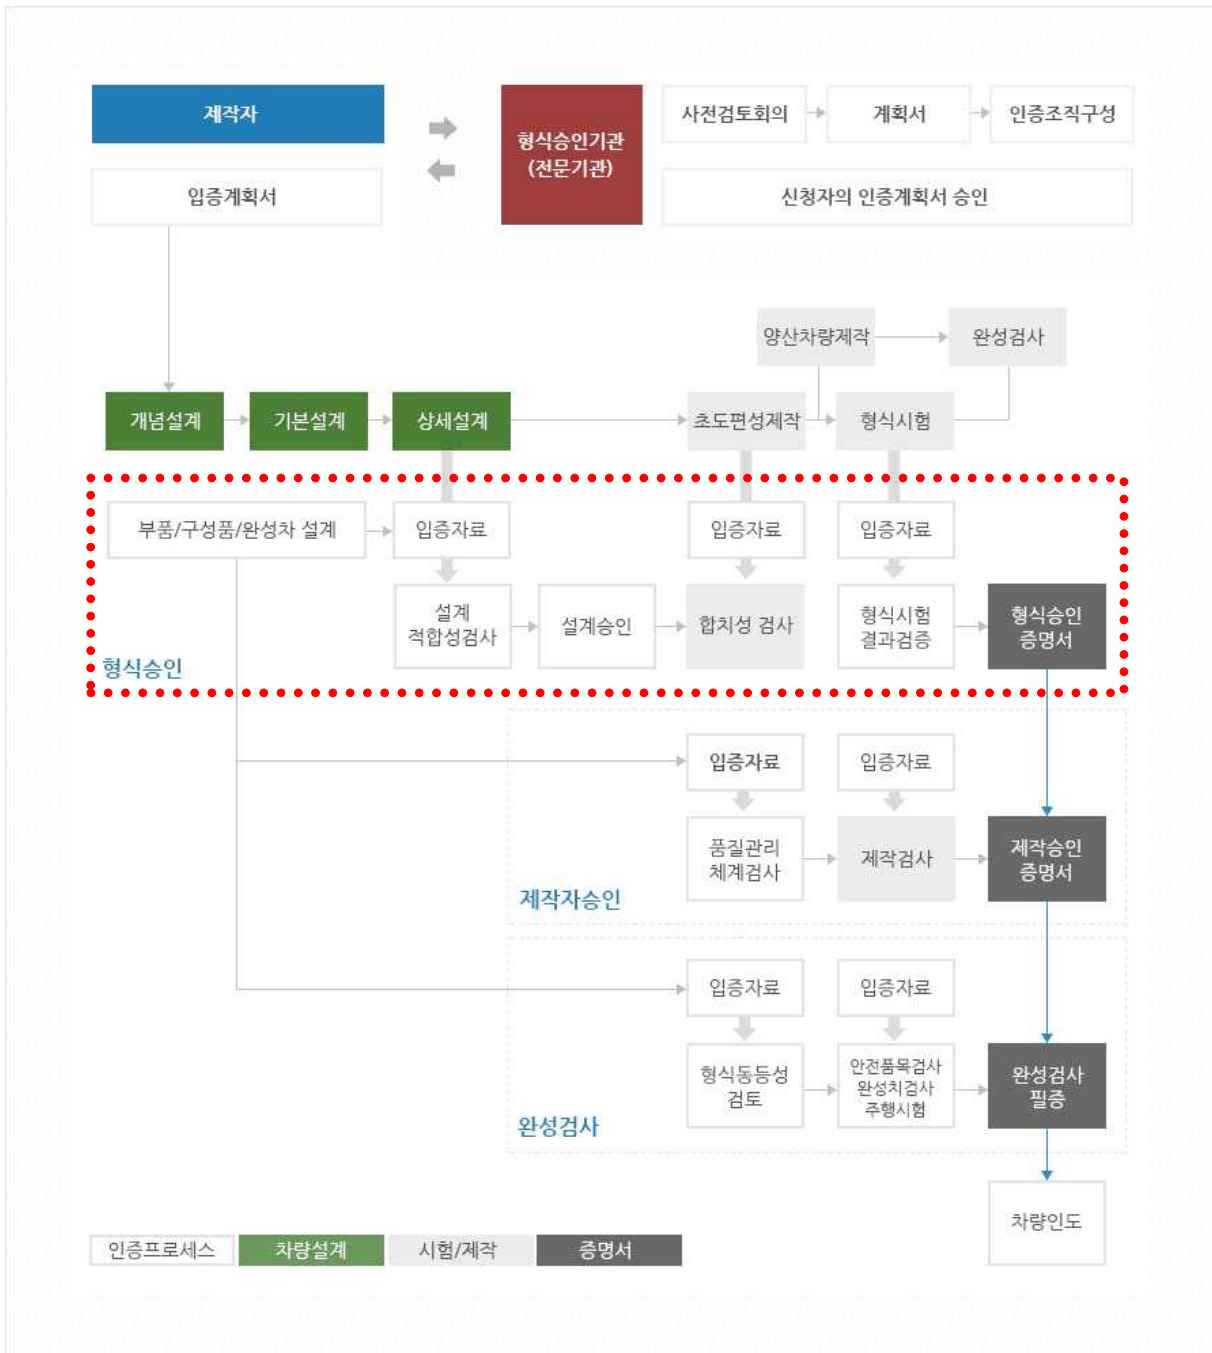 제작자
입증계획서
형식승인기관
(전문기관)
사전검토회의
계획서
인증조직구성
신청자의 인증계획서 승인
양산차량제작
완성검사
개념설계
기본설계
상세설계
초도편성제작
형식시험
부품/구성품/완성차 설계
입증자료
입증자료
입증자료
설계
적합성검사
설계승인
합치성 검사
형식시험
결과검증
형식승인
증명서
형식승인
입증자료
입증자료
품질관리
체계검사
제작검사
제작승인
증명서
제작자승인
입증자료
입증자료
형식동등성
검토
안전품목검사
완성치검사
주행시험
완성검사
필증
완성검사
차량인도
인증프로세스
차량설계
시험/제작
증명서